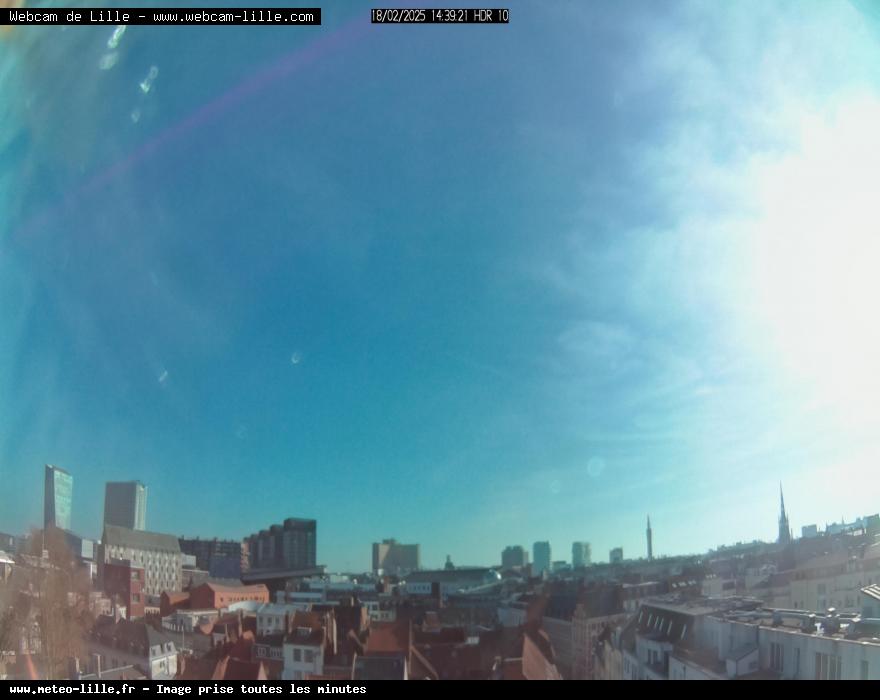 Webcam de Lille - www.webcam-lille.com
18/02/2025 14:39:21 HDR 10
www.meteo-lille.fr - Image prise toutes les minutes